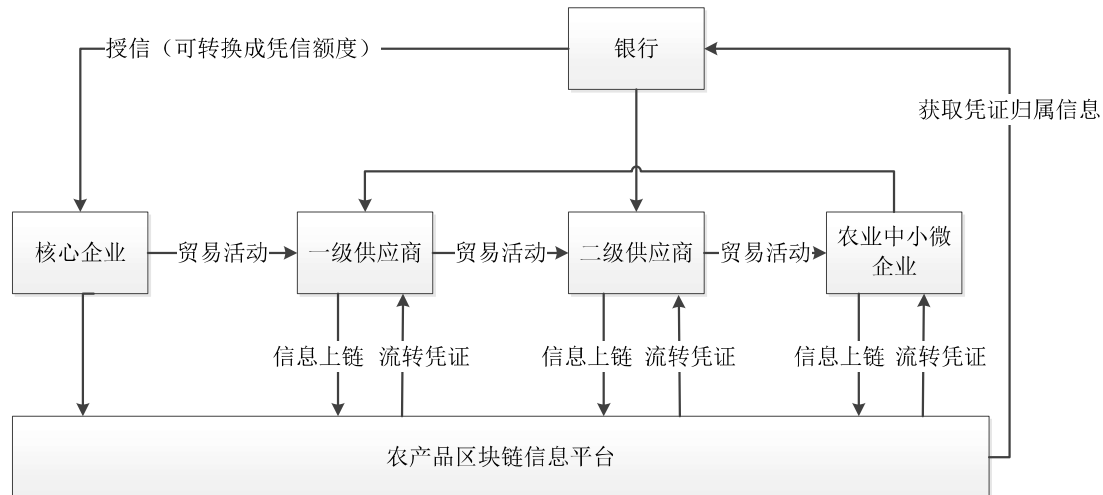 银行
授信（可转换成凭信额度）
获取凭证归属信息
核心企业
贸易活动
一级供应商
贸易活动
二级供应商
贸易活动
农业中小微
企业
信息上链
流转凭证
信息上链
流转凭证
信息上链
流转凭证
农产品区块链信息平台